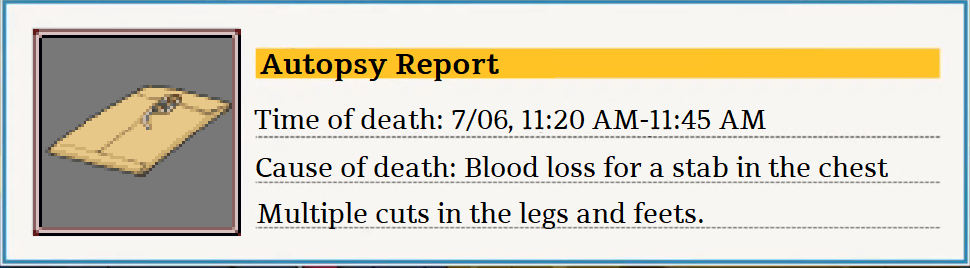 Autopsy Report
Time of death: 7/06, 11:20 AM-11:45 AM
Cause of death: Blood loss for a stab in the chest
Multiple cuts in the legs and feets.